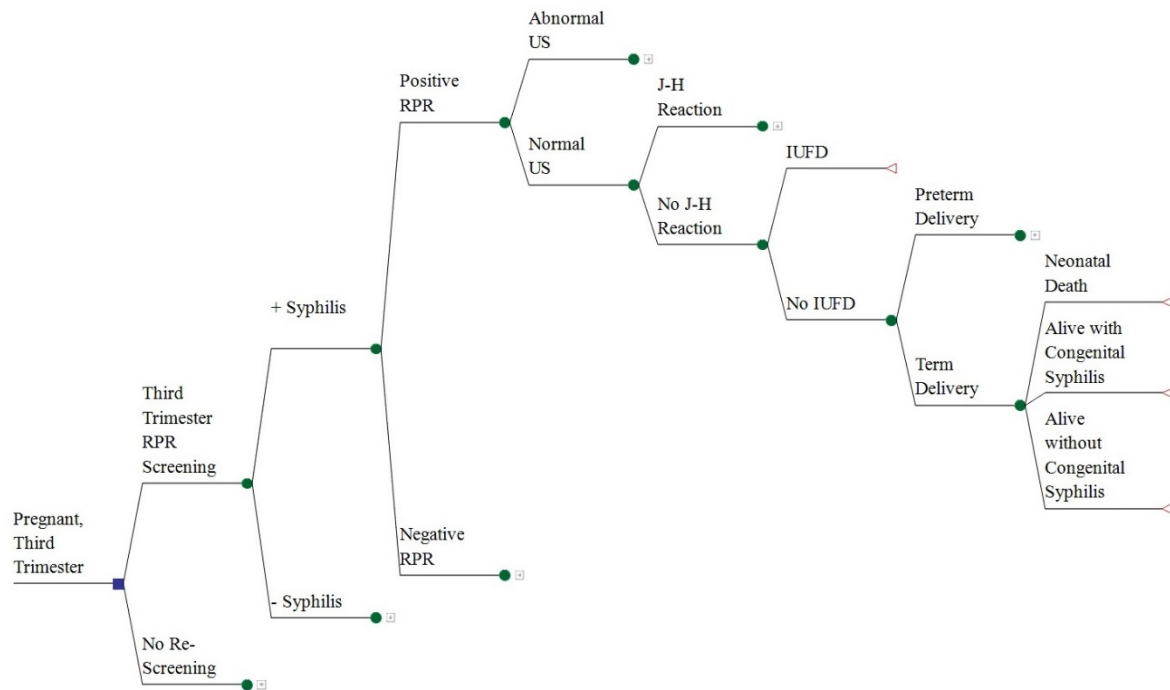 Abnormal
US
Positive
RPR
J-H
Reaction
Normal
US
IUFD
No J-H
Reaction
Preterm
Delivery
Neonatal
Death
+ Syphilis
No IUFD
Alive with
Congenital
Syphilis
Term
Delivery
Third
Trimester
RPR
Screening
Alive
without
Congenital
Syphilis
Pregnant,
Third
Trimester
Negative
RPR
- Syphilis
No Re-
Screening